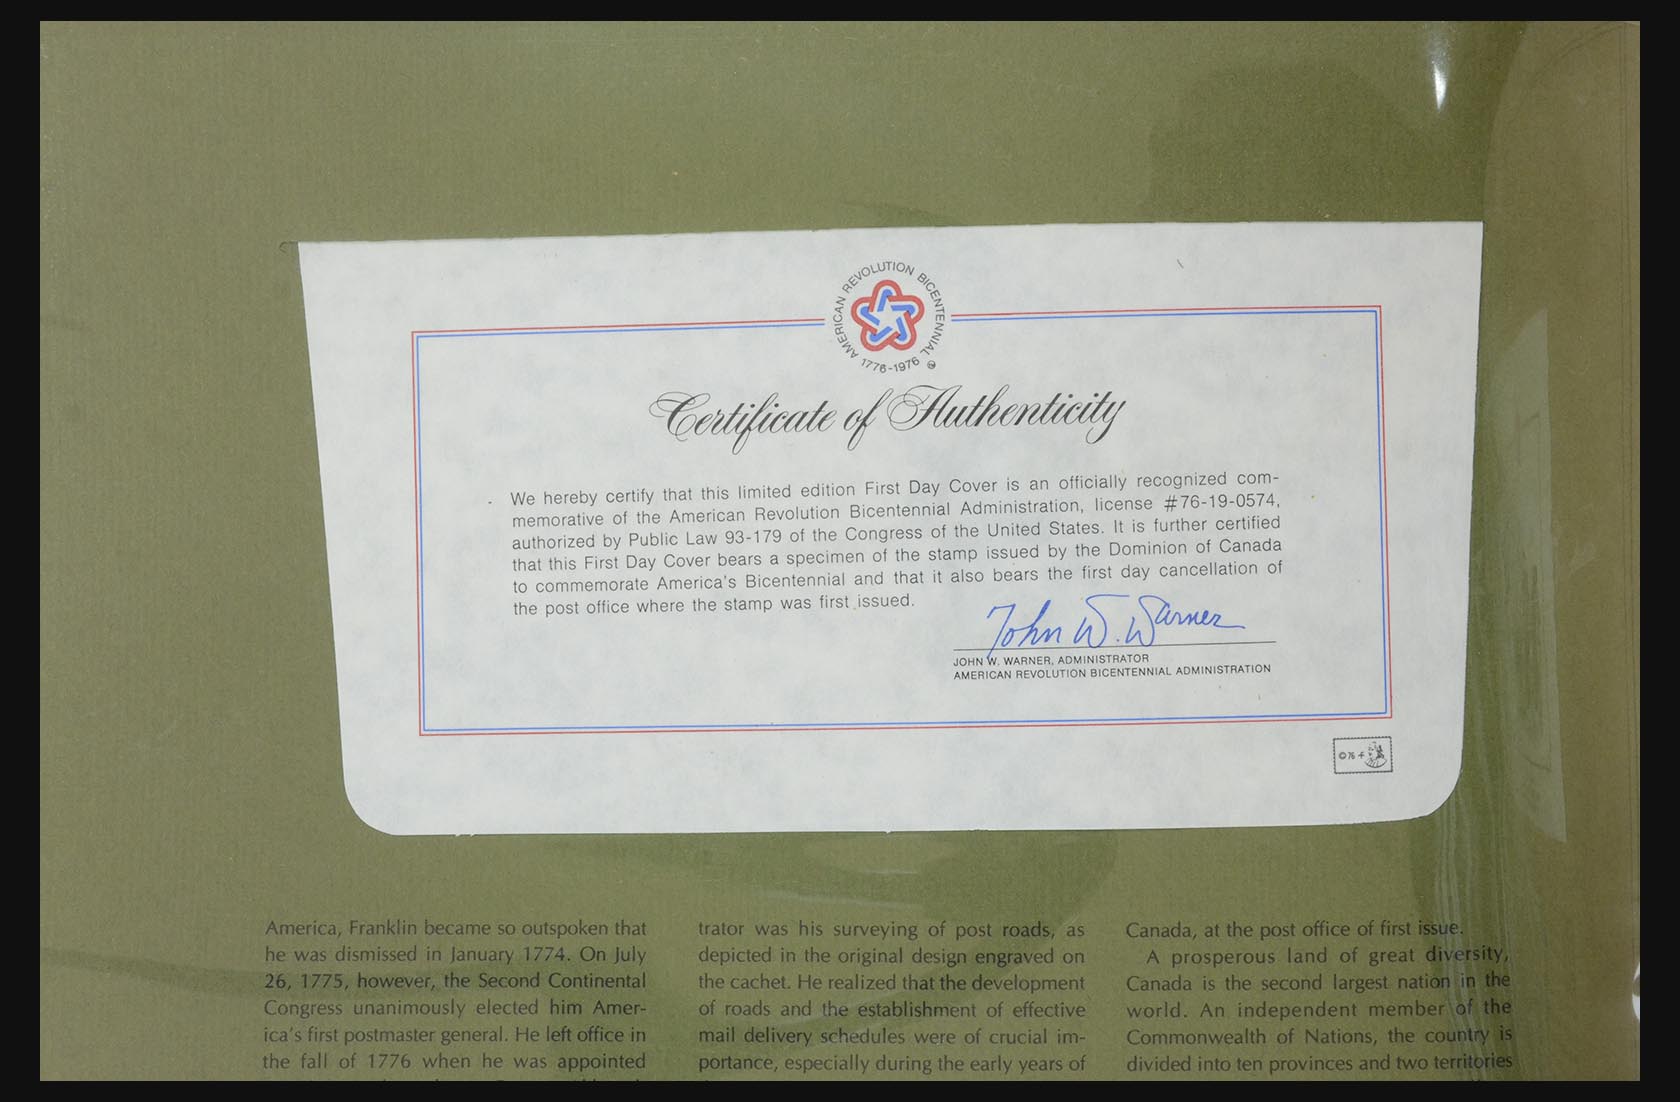 AMERICAN REVOLUTION BICENTENNIAL
1776-1976
Certificate of Authenticity
We hereby certify that this limited edition First Day Cover is an officially recognized com-
memorative of the American Revolution Bicentennial Administration, license #76-19-0574,
authorized by Public Law 93-179 of the Congress of the United States. It is further certified
that this First Day Cover bears a specimen of the stamp issued by the Dominion of Canada
to commemorate America's Bicentennial and that it also bears the first day cancellation of
the post office where the stamp was first issued.
John W. Warner
JOHN W. WARNER, ADMINISTRATOR
AMERICAN REVOLUTION BICENTENNIAL ADMINISTRATION
©76
America, Franklin became so outspoken that
he was dismissed in January 1774. On July
26, 1775, however, the Second Continental
Congress unanimously elected him Amer-
ica's first postmaster general. He left office in
the fall of 1776 when he was appointed
trator was his surveying of post roads, as
depicted in the original design engraved on
the cachet. He realized that the development
of roads and the establishment of effective
mail delivery schedules were of crucial im-
portance, especially during the early years of
Canada, at the post office of first issue.
A prosperous land of great diversity,
Canada is the second largest nation in the
world. An independent member of the
Commonwealth of Nations, the country is
divided into ten provinces and two territories